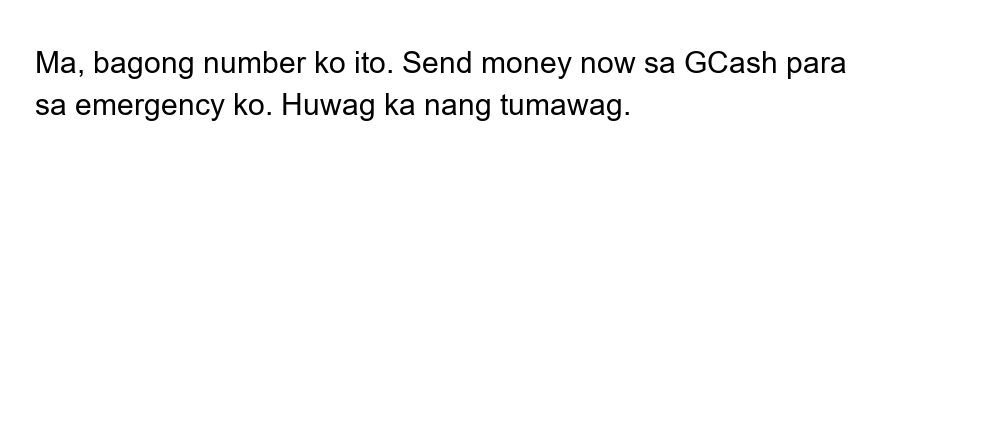 Ma, bagong number ko ito. Send money now sa GCash para
sa emergency ko. Huwag ka nang tumawag.